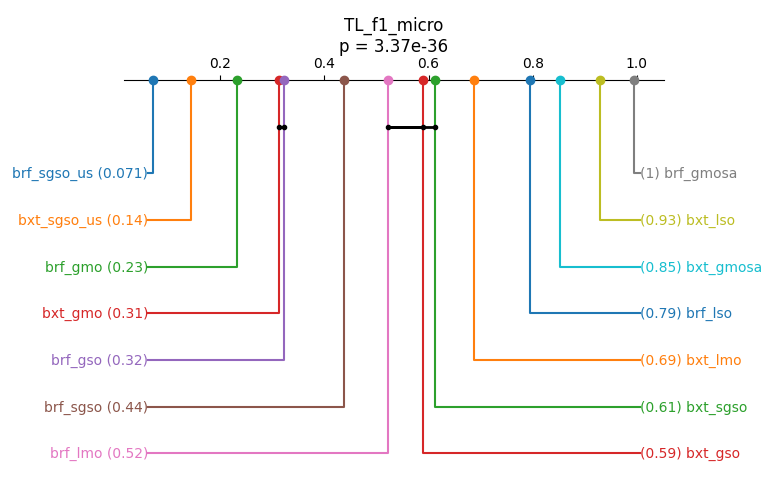 TL_f1_micro
p = 3.37e-36
0.2 0.4 0.6 0.8 1.0
brf_sgso_us (0.071) (1) brf_gmosa
bxt_sgso_us (0.14) (0.93) bxt_lso
brf_gmo (0.23) (0.85) bxt_gmosa
bxt_gmo (0.31) (0.79) brf_lso
brf_gso (0.32) (0.69) bxt_lmo
brf_sgso (0.44) (0.61) bxt_sgso
brf_lmo (0.52) (0.59) bxt_gso